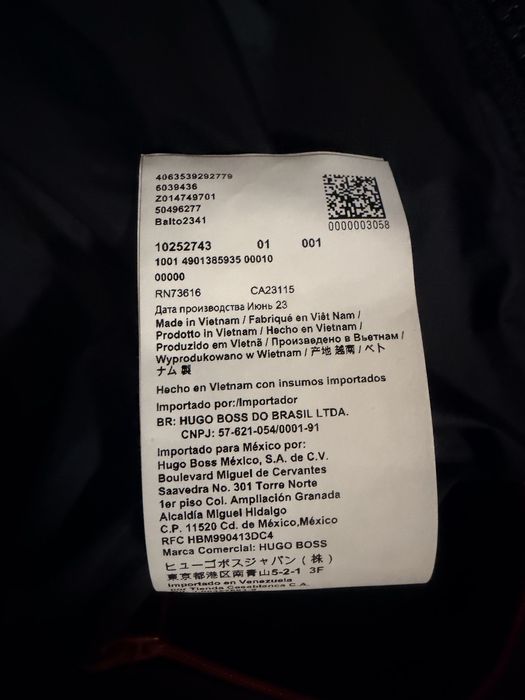 4063539292779
6039436
Z014749701
50496277
Balto2341
0000003058
10252743 01 001
1001 4901385935 00010
00000
RN73616 CA23115
Дата производства Июнь 23
Made in Vietnam / Fabriqué en Viêt Nam /
Prodotto in Vietnam / Hecho en Vietnam /
Produzido em Vietnã / Произведено в Вьетнам /
Wyprodukowano w Wietnam / 产地 越南 / ベト
ナム 製
Hecho en Vietnam con insumos importados
Importado por:/Importador
BR: HUGO BOSS DO BRASIL LTDA.
CNPJ: 57-621-054/0001-91
Importado para México por:
Hugo Boss México, S.A. de C.V.
Boulevard Miguel de Cervantes
Saavedra No. 301 Torre Norte
1er piso Col. Ampliación Granada
Alcaldía Miguel Hidalgo
C.P. 11520 Cd. de México,México
RFC HBM990413DC4
Marca Comercial: HUGO BOSS
ヒューゴボスジャパン ( 株 )
東京都港区南青山5-2-1 3F
Importado en Venezuela
por Tienda Casablanca C.A.